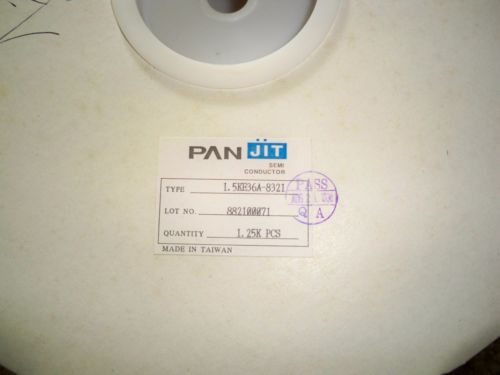 PAN JIT
SEMI
CONDUCTOR
TYPE 1.5KE36A-8321
LOT NO. 882100071
QUANTITY 1.25K PCS
MADE IN TAIWAN
PASS
Q A